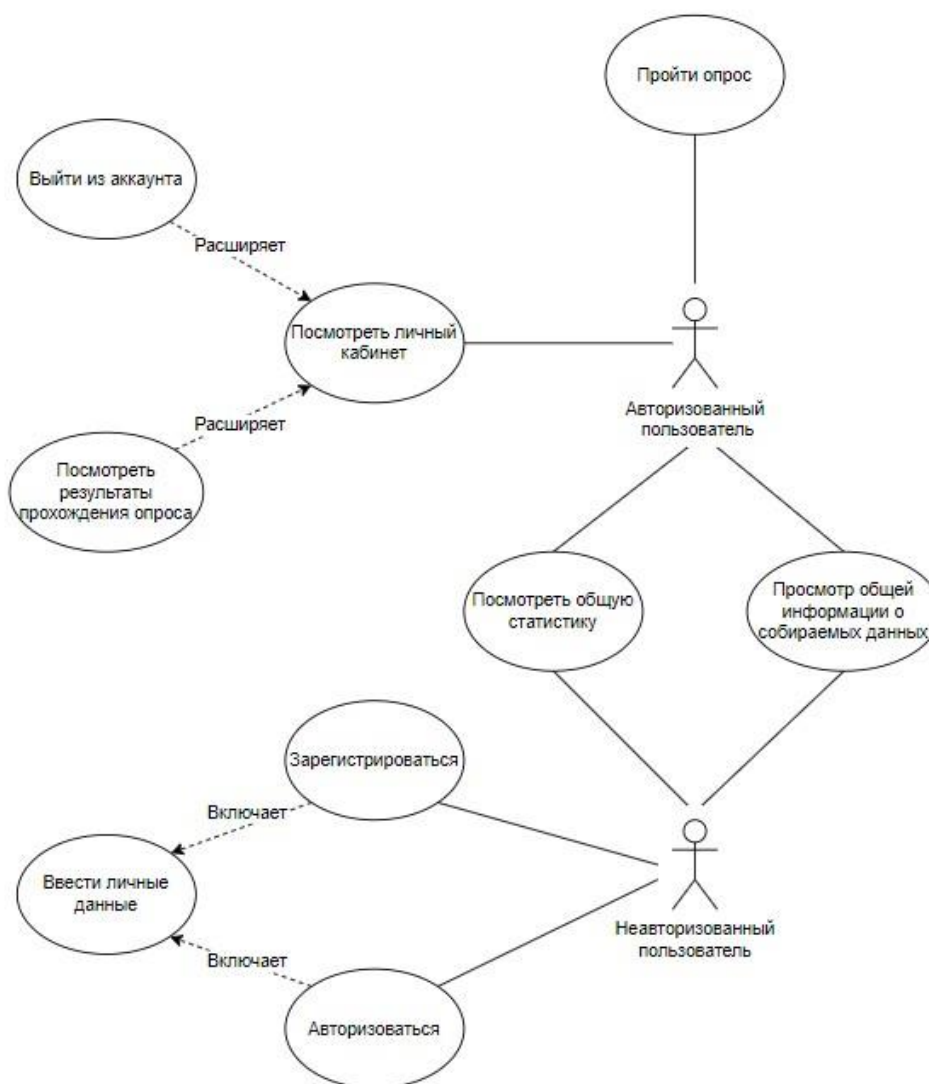 Пройти опрос
Выйти из аккаунта
Расширяет
Посмотреть личный
кабинет
Расширяет
Авторизованный
пользователь
Посмотреть
результаты
прохождения опроса
Посмотреть общую
статистику
Просмотр общей
информации о
собираемых данных
Зарегистрироваться
Включает
Ввести личные
данные
Неавторизованный
пользователь
Включает
Авторизоваться